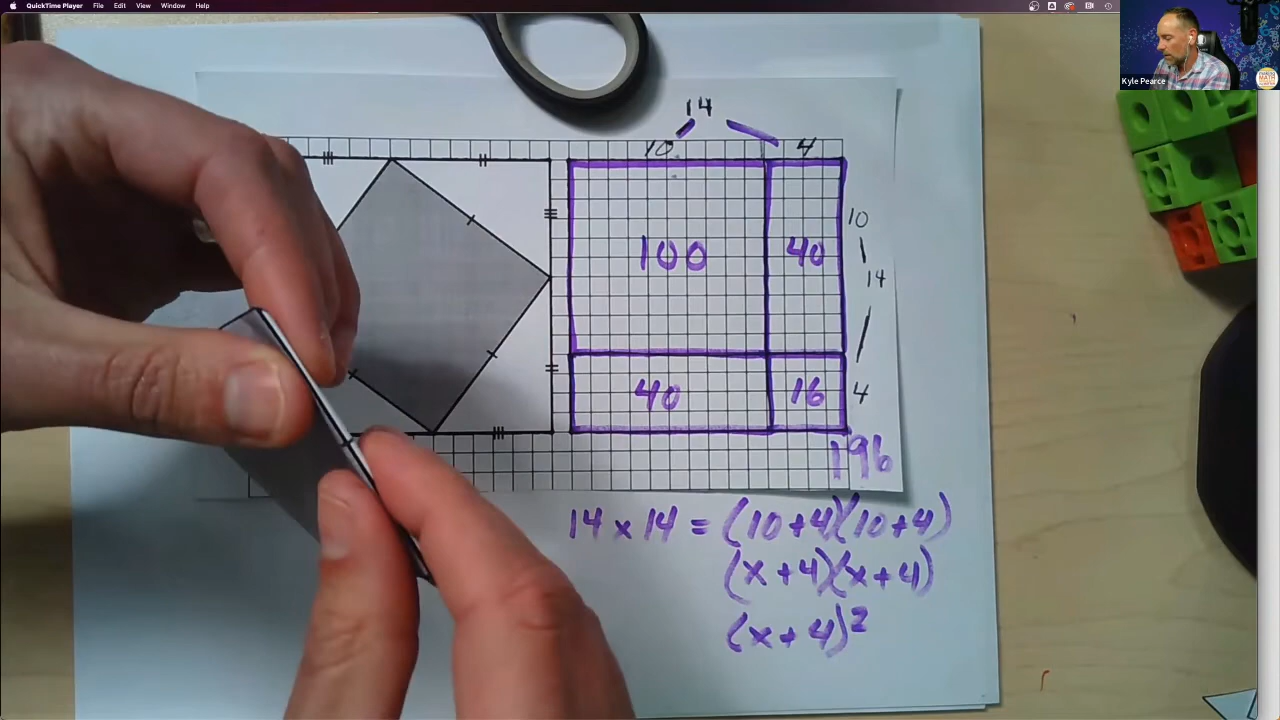 QuickTime Player File Edit View Window Help
Kyle Pearce
14
10 4
100 40 10
14
40 16 4
196
14 x 14 = (10+4)(10+4)
(x+4)(x+4)
(x+4)²